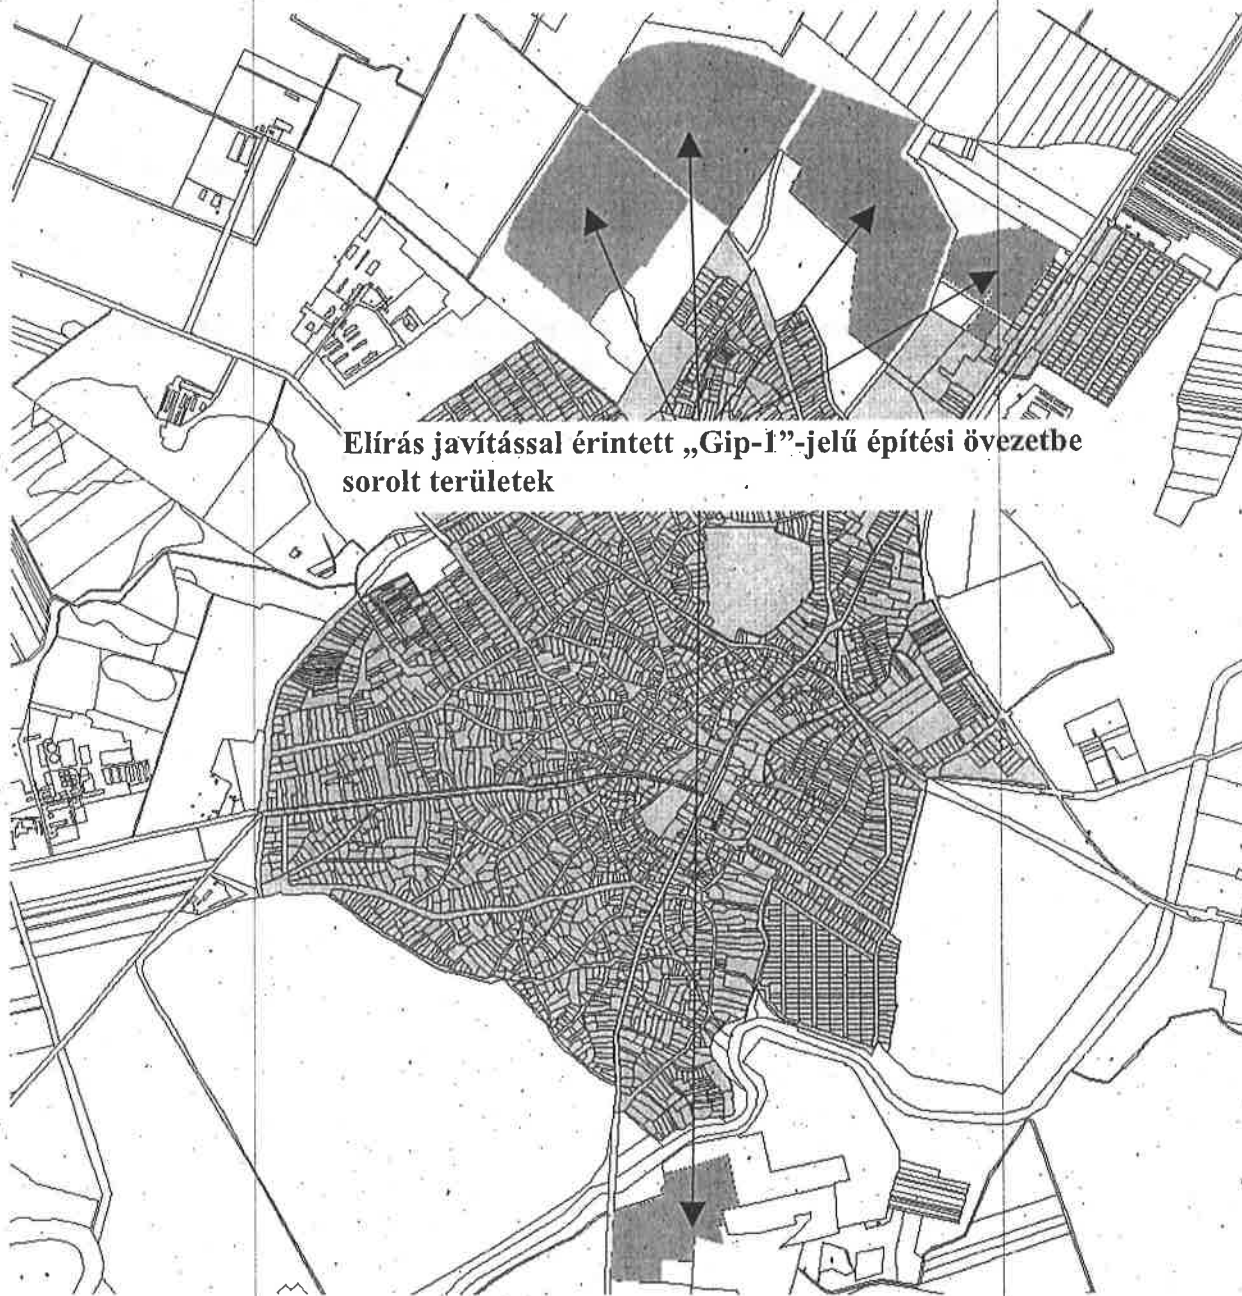 Elírás javítással érintett „Gip-1”-jelű építési övezetbe
sorolt területek